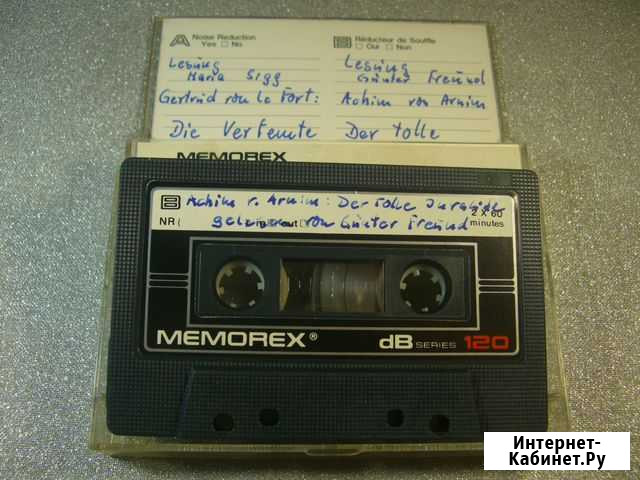 A Noise Reduction
Yes □ No
B Réducteur de Souffle
□ Oui □ Non
Lesung
Maria Sigg
Gertrud von le Fort:
Die Verfemte
Lesung
Günter Freund
Achim von Arnim
Der tolle
MEMOREX
B Achim v. Arnim: Der tolle Invalide
NR
out
gelesen von Günter Freund
2 X 60
minutes
MEMOREX®
dB SERIES 120
Интернет-
Кабинет.Ру